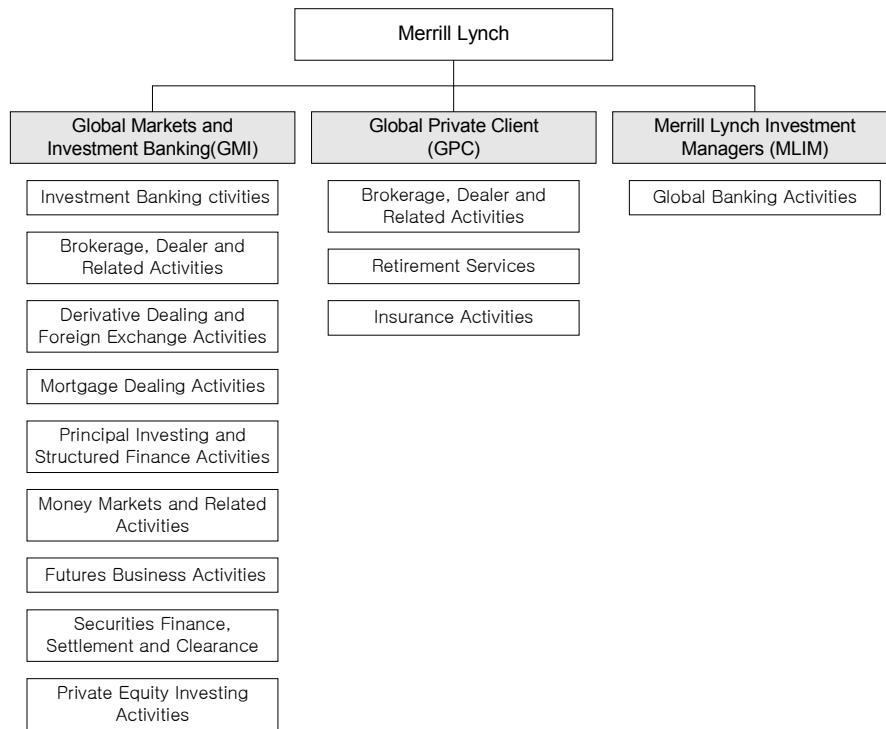 Merrill Lynch
Global Markets and
Investment Banking(GMI)
Investment Banking ctivities
Brokerage, Dealer and
Related Activities
Derivative Dealing and
Foreign Exchange Activities
Mortgage Dealing Activities
Principal Investing and
Structured Finance Activities
Money Markets and Related
Activities
Futures Business Activities
Securities Finance,
Settlement and Clearance
Private Equity Investing
Activities
Global Private Client
(GPC)
Brokerage, Dealer and
Related Activities
Retirement Services
Insurance Activities
Merrill Lynch Investment
Managers (MLIM)
Global Banking Activities